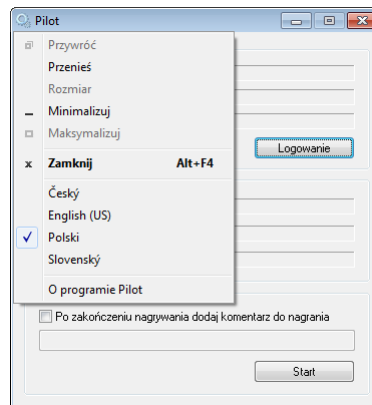 Pilot
Przywróć
Przenieś
Rozmiar
Minimalizuj
Maksymalizuj
Zamknij Alt+F4
Logowanie
Český
English (US)
Polski
Slovenský
O programie Pilot
Po zakończeniu nagrywania dodaj komentarz do nagrania
Start